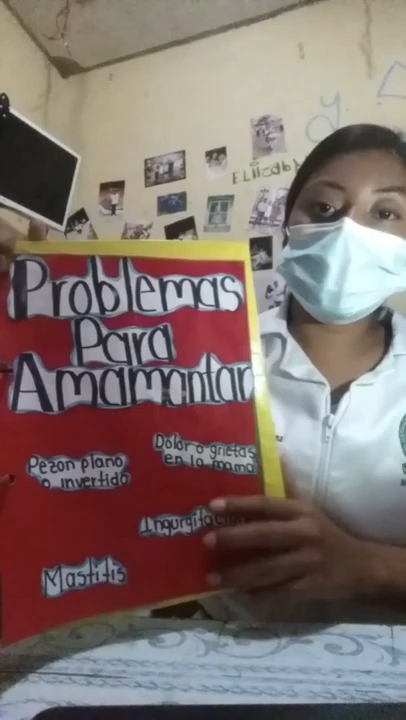 Problemas
Para
Amamantar
Pezon plano
o invertido
Dolor o grietas
en la mama
Mastitis